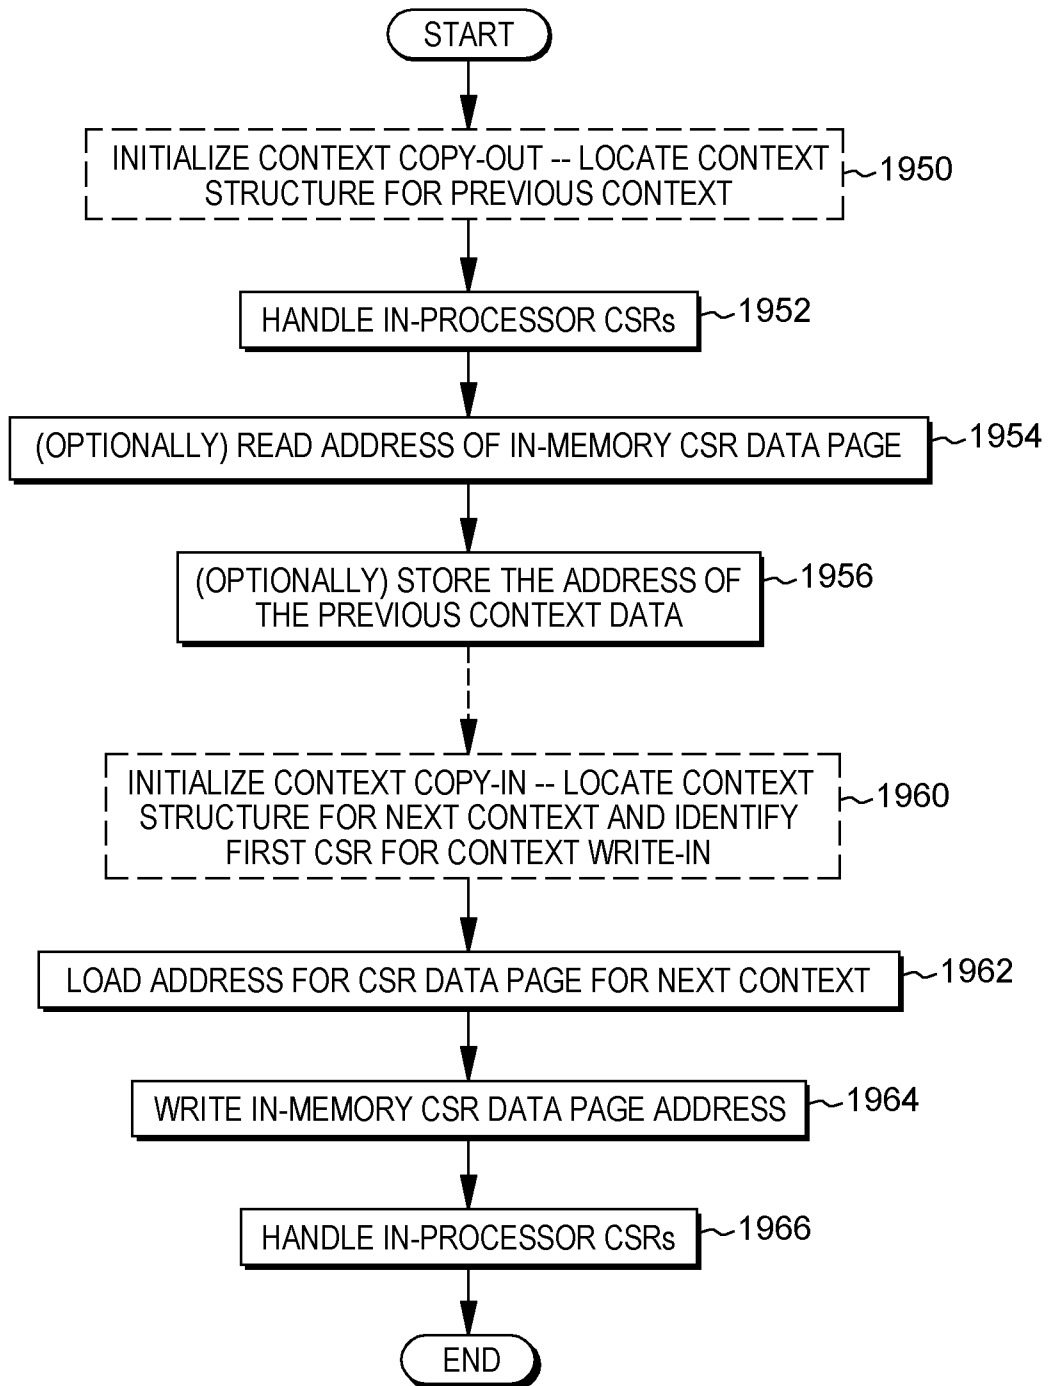 START
INITIALIZE CONTEXT COPY-OUT -- LOCATE CONTEXT
STRUCTURE FOR PREVIOUS CONTEXT
1950
HANDLE IN-PROCESSOR CSRs
1952
(OPTIONALLY) READ ADDRESS OF IN-MEMORY CSR DATA PAGE
1954
(OPTIONALLY) STORE THE ADDRESS OF
THE PREVIOUS CONTEXT DATA
1956
INITIALIZE CONTEXT COPY-IN -- LOCATE CONTEXT
STRUCTURE FOR NEXT CONTEXT AND IDENTIFY
FIRST CSR FOR CONTEXT WRITE-IN
1960
LOAD ADDRESS FOR CSR DATA PAGE FOR NEXT CONTEXT
1962
WRITE IN-MEMORY CSR DATA PAGE ADDRESS
1964
HANDLE IN-PROCESSOR CSRs
1966
END